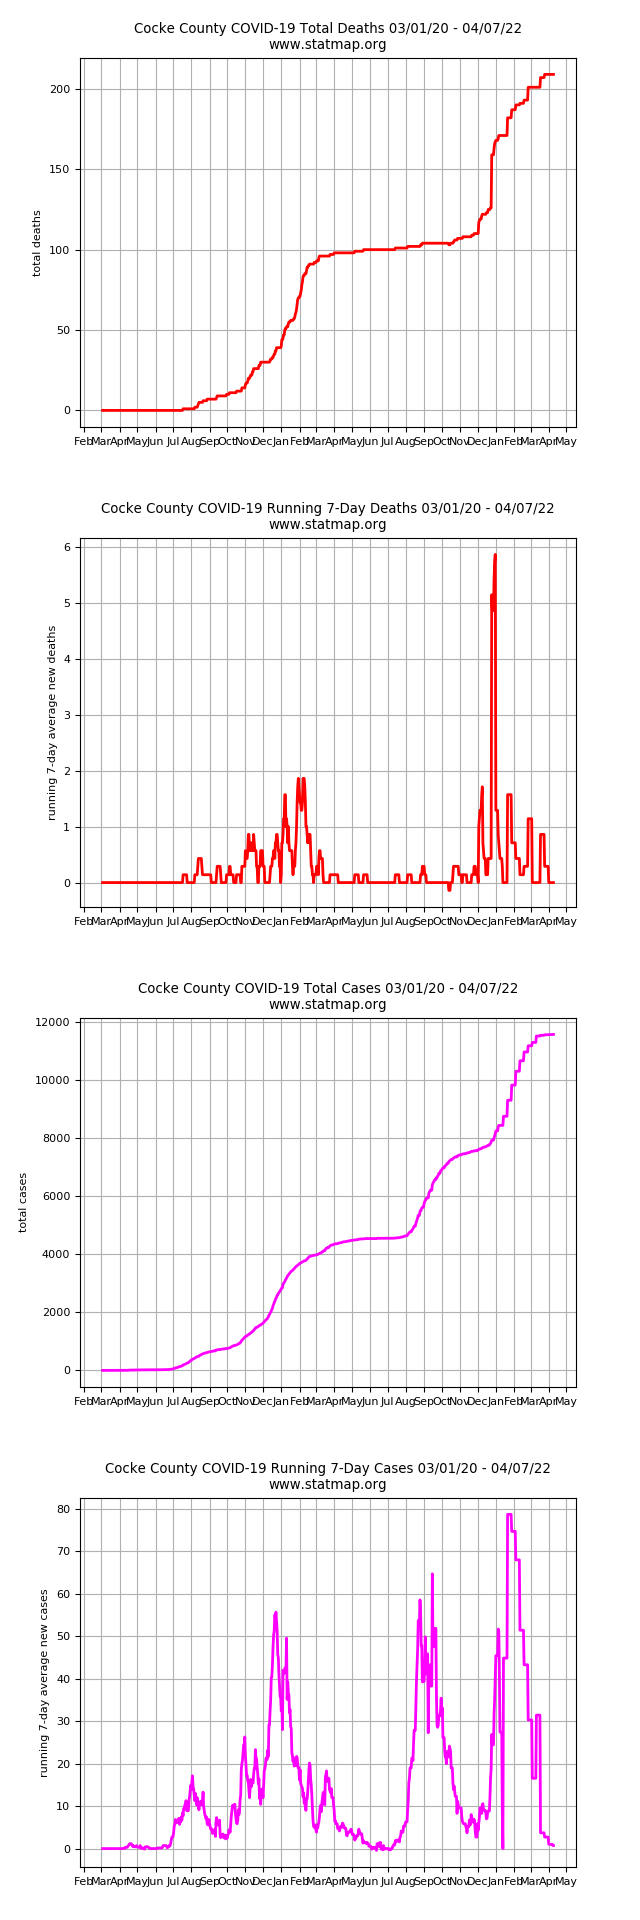 Cocke County COVID-19 Total Deaths 03/01/20 - 04/07/22
www.statmap.org
200
150
100
50
0
total deaths
Feb Mar Apr May Jun Jul Aug Sep Oct Nov Dec Jan Feb Mar Apr May Jun Jul Aug Sep Oct Nov Dec Jan Feb Mar Apr May
Cocke County COVID-19 Running 7-Day Deaths 03/01/20 - 04/07/22
www.statmap.org
6
5
4
3
2
1
0
running 7-day average new deaths
Feb Mar Apr May Jun Jul Aug Sep Oct Nov Dec Jan Feb Mar Apr May Jun Jul Aug Sep Oct Nov Dec Jan Feb Mar Apr May
Cocke County COVID-19 Total Cases 03/01/20 - 04/07/22
www.statmap.org
12000
10000
8000
6000
4000
2000
0
total cases
Feb Mar Apr May Jun Jul Aug Sep Oct Nov Dec Jan Feb Mar Apr May Jun Jul Aug Sep Oct Nov Dec Jan Feb Mar Apr May
Cocke County COVID-19 Running 7-Day Cases 03/01/20 - 04/07/22
www.statmap.org
80
70
60
50
40
30
20
10
0
running 7-day average new cases
Feb Mar Apr May Jun Jul Aug Sep Oct Nov Dec Jan Feb Mar Apr May Jun Jul Aug Sep Oct Nov Dec Jan Feb Mar Apr May